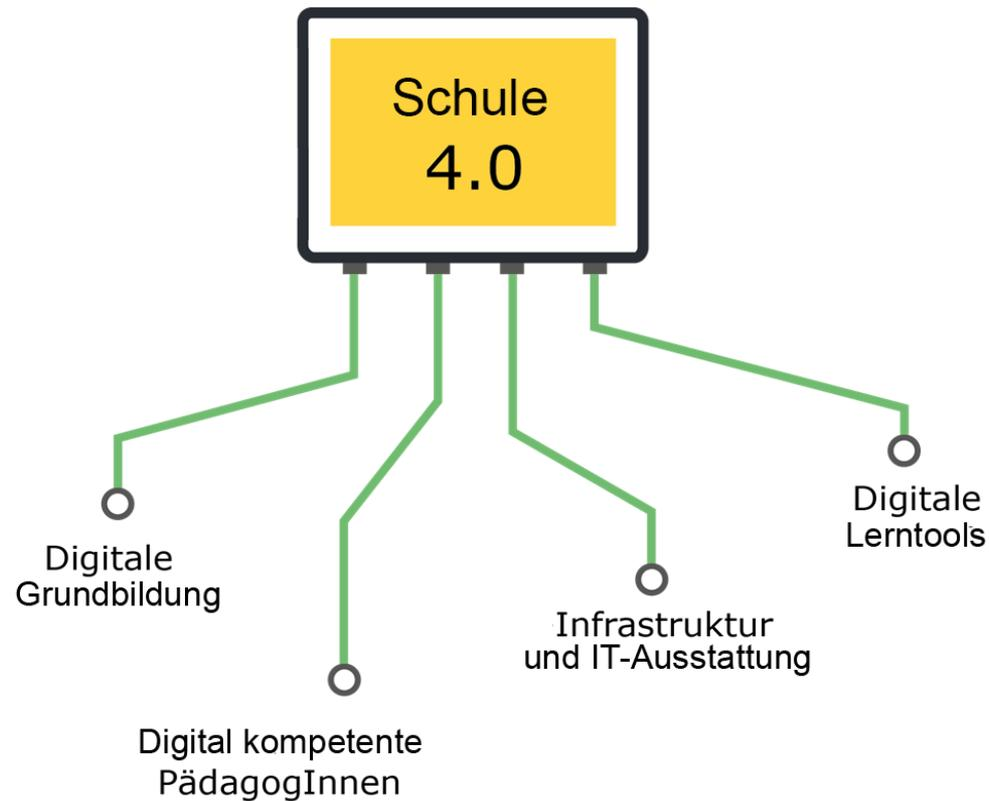 Schule
4.0
Digitale
Grundbildung
Digital kompetente
PädagogInnen
Infrastruktur
und IT-Ausstattung
Digitale
Lerntools